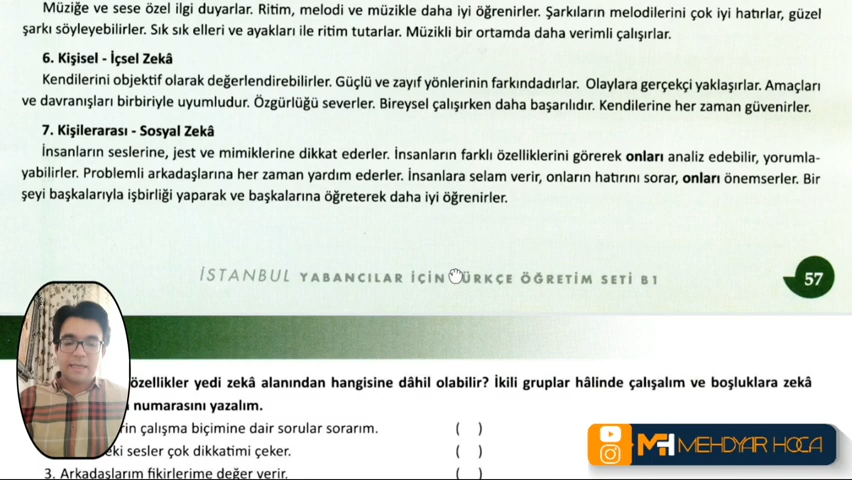 Müziğe ve sese özel ilgi duyarlar. Ritim, melodi ve müzikle daha iyi öğrenirler. Şarkıların melodilerini çok iyi hatırlar, güzel
şarkı söyleyebilirler. Sık sık elleri ve ayakları ile ritim tutarlar. Müzikli bir ortamda daha verimli çalışırlar.
6. Kişisel - İçsel Zekâ
Kendilerini objektif olarak değerlendirebilirler. Güçlü ve zayıf yönlerinin farkındadırlar. Olaylara gerçekçi yaklaşırlar. Amaçları
ve davranışları birbiriyle uyumludur. Özgürlüğü severler. Bireysel çalışırken daha başarılıdır. Kendilerine her zaman güvenirler.
7. Kişilerarası - Sosyal Zekâ
İnsanların seslerine, jest ve mimiklerine dikkat ederler. İnsanların farklı özelliklerini görerek onları analiz edebilir, yorumla-
yabilirler. Problemli arkadaşlarına her zaman yardım ederler. İnsanlara selam verir, onların hatırını sorar, onları önemserler. Bir
şeyi başkalarıyla işbirliği yaparak ve başkalarına öğreterek daha iyi öğrenirler.
İSTANBUL YABANCILAR İÇİN ÜRKÇE ÖĞRETİM SETİ B1
57
özellikler yedi zekâ alanından hangisine dâhil olabilir? İkili gruplar hâlinde çalışalım ve boşluklara zekâ
numarasını yazalım.
rin çalışma biçimine dair sorular sorarım. ( )
eki sesler çok dikkatimi çeker. ( )
3. Arkadaşlarım fikirlerime değer verir. ( )
MH MEHDYAR HOCA